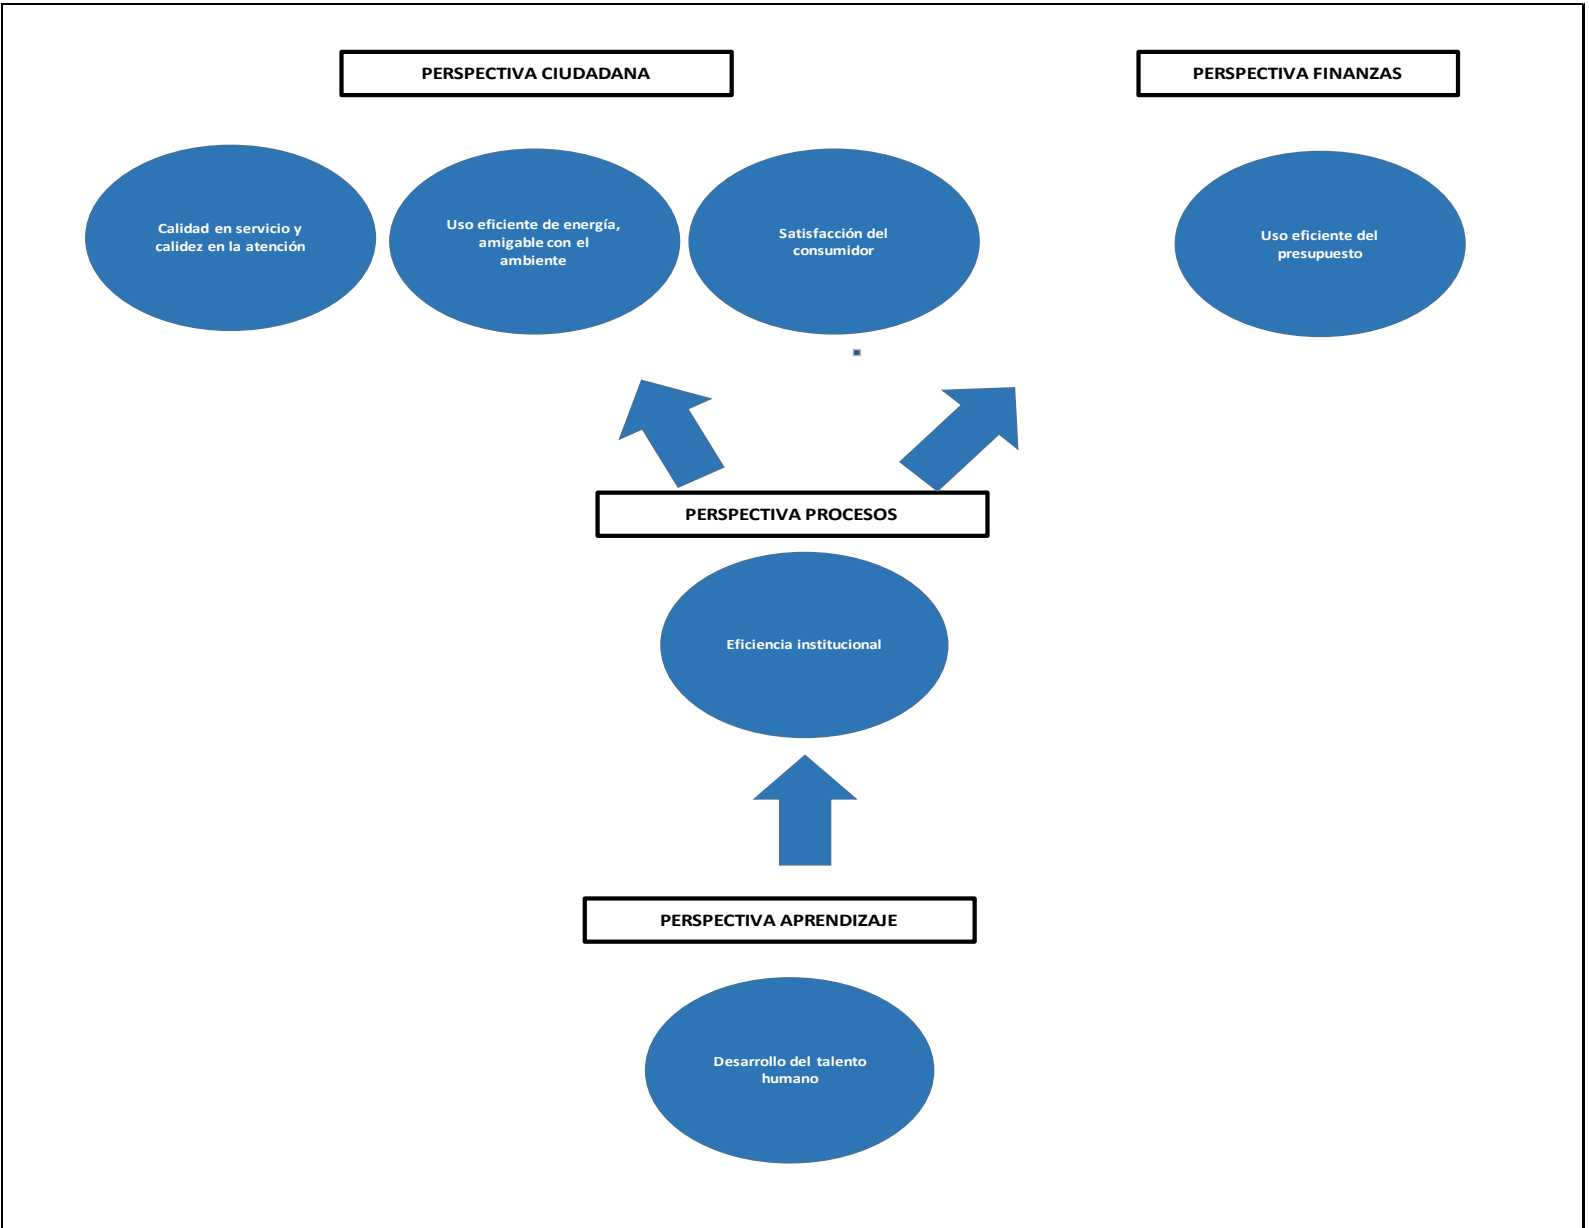 PERSPECTIVA CIUDADANA
PERSPECTIVA FINANZAS
Calidad en servicio y
calidez en la atención
Uso eficiente de energía,
amigable con el
ambiente
Satisfacción del
consumidor
Uso eficiente del
presupuesto
PERSPECTIVA PROCESOS
Eficiencia institucional
PERSPECTIVA APRENDIZAJE
Desarrollo del talento
humano